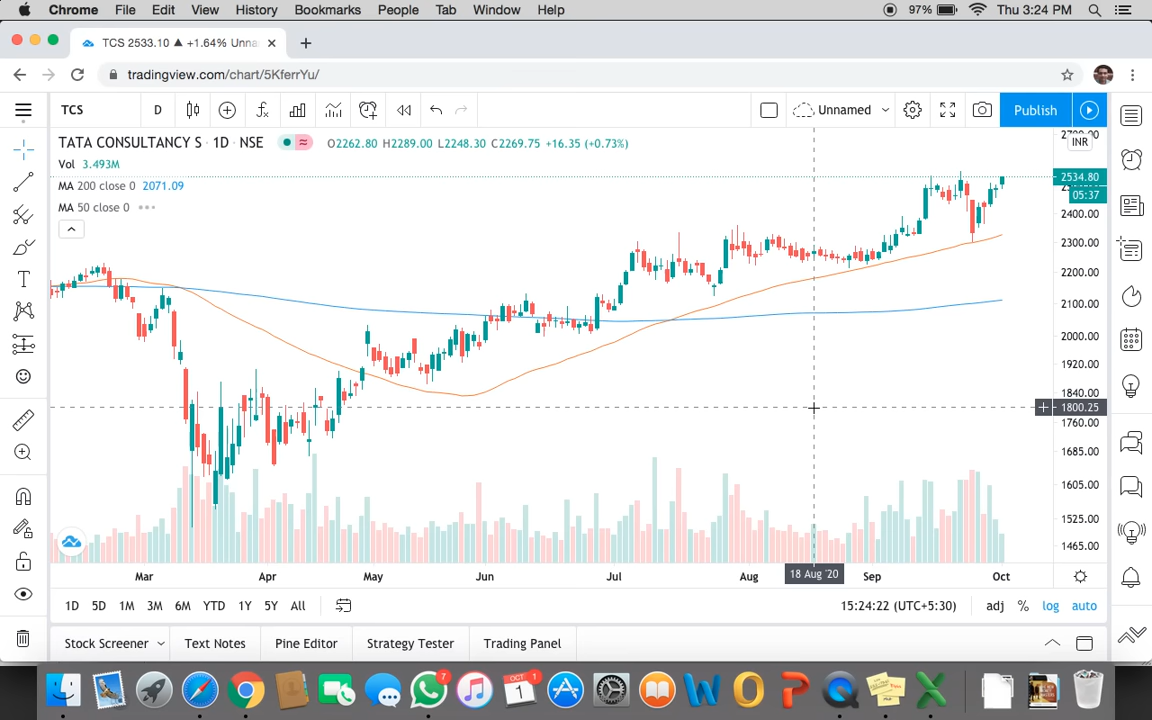 Chrome File Edit View History Bookmarks People Tab Window Help 97% Thu 3:24 PM
TCS 2533.10 ▲ +1.64% Unna
tradingview.com/chart/5KferrYu/
TCS D Unnamed Publish
TATA CONSULTANCY S · 1D · NSE O2262.80 H2289.00 L2248.30 C2269.75 +16.35 (+0.73%)
Vol 3.493M
MA 200 close 0 2071.09
MA 50 close 0
INR
2534.80
05:37
2400.00
2300.00
2200.00
2100.00
2000.00
1920.00
1840.00
1800.25
1760.00
1685.00
1605.00
1525.00
1465.00
Mar Apr May Jun Jul Aug 18 Aug '20 Sep Oct
1D 5D 1M 3M 6M YTD 1Y 5Y All 15:24:22 (UTC+5:30) adj % log auto
Stock Screener Text Notes Pine Editor Strategy Tester Trading Panel
7
OCT 1
1